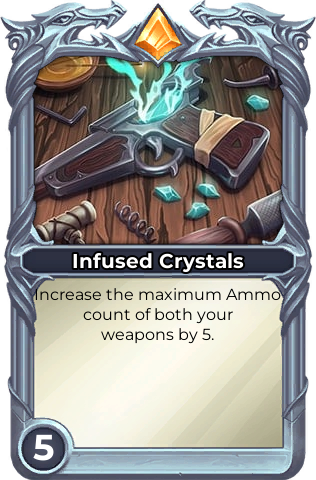 Infused Crystals
Increase the maximum Ammo
count of both your
weapons by 5.
5